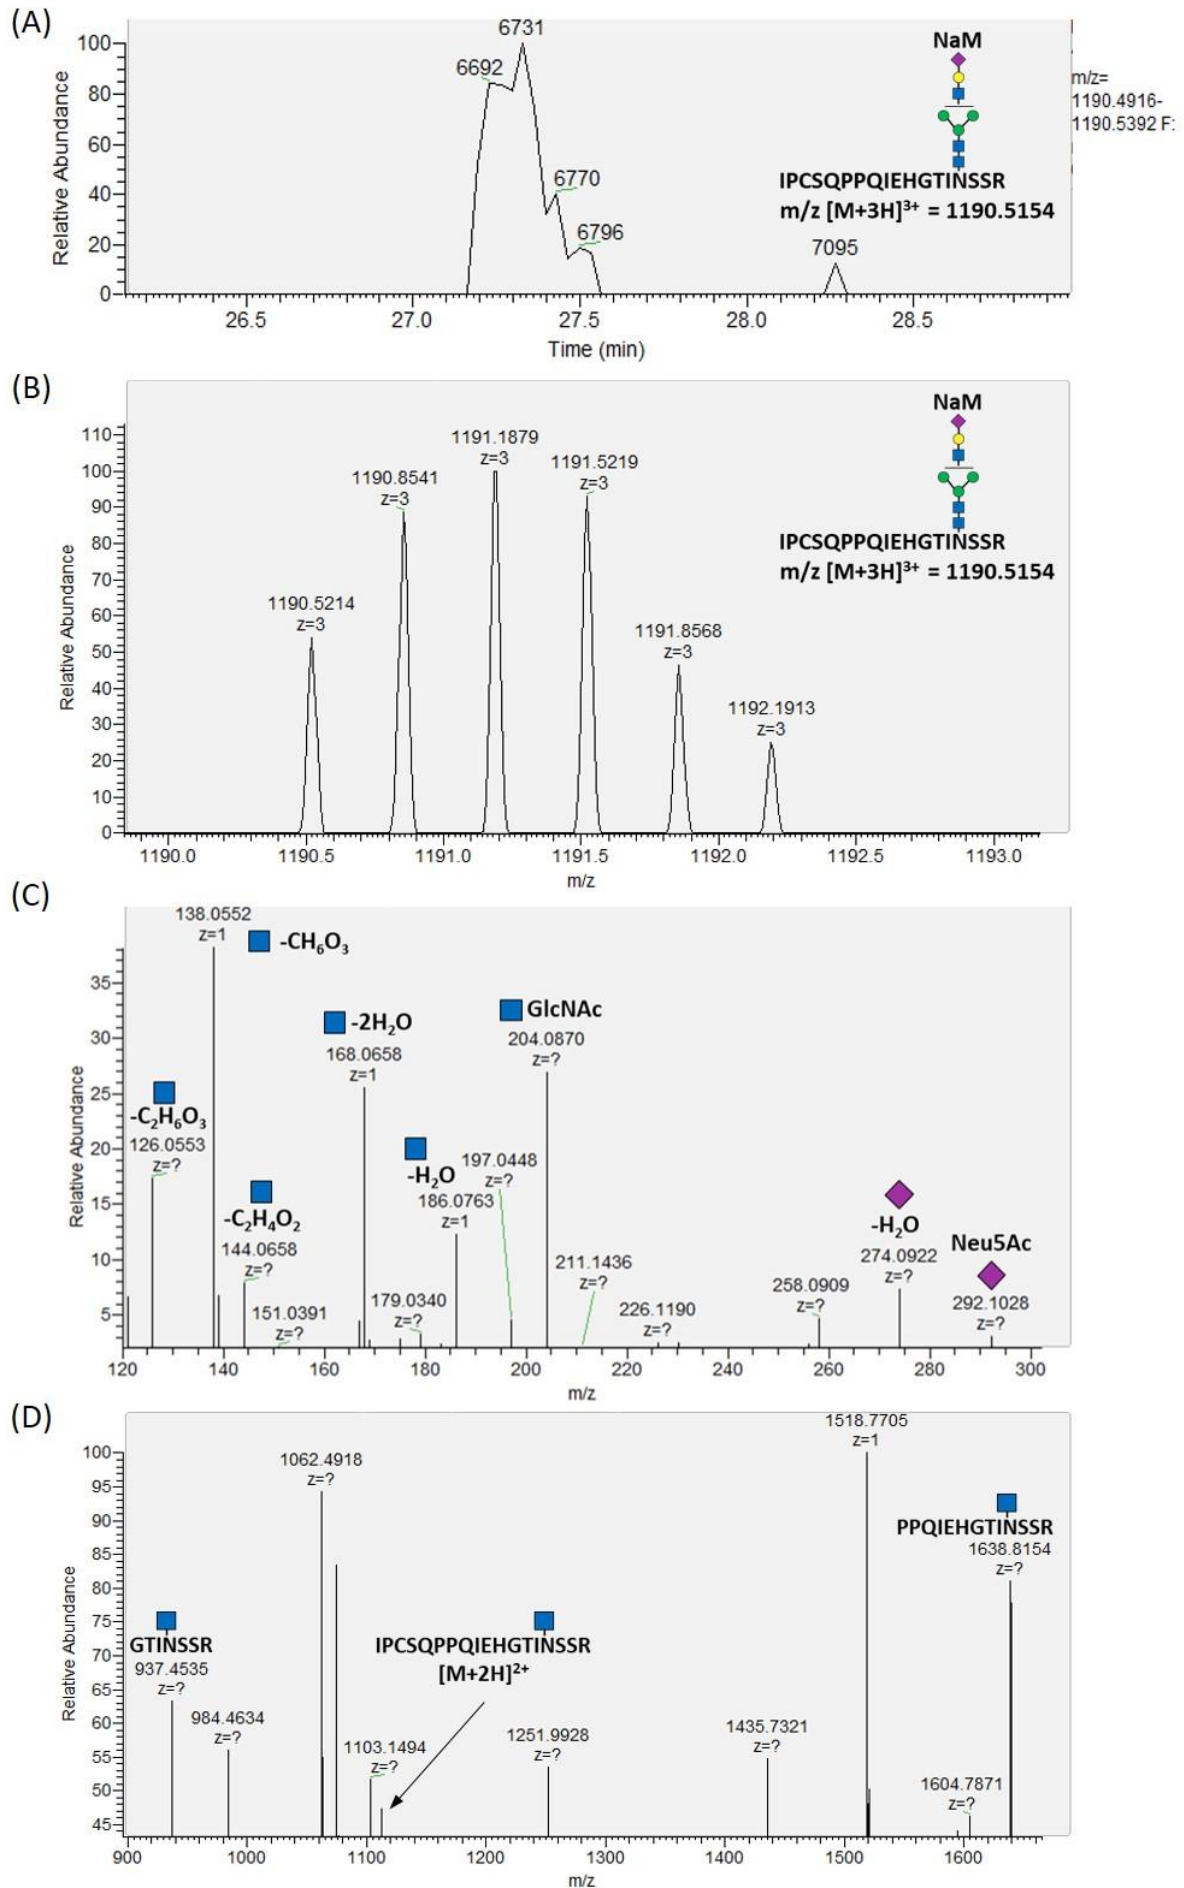 (A)
6731
6692
6770
6796
7095
NaM
IPCSQPPQIEHGTINSSR
m/z [M+3H]³⁺ = 1190.5154
m/z=
1190.4916-
1190.5392 F:
Relative Abundance
100
80
60
40
20
0
26.5 27.0 27.5 28.0 28.5
Time (min)
(B)
NaM
IPCSQPPQIEHGTINSSR
m/z [M+3H]³⁺ = 1190.5154
1190.5214
z=3
1190.8541
z=3
1191.1879
z=3
1191.5219
z=3
1191.8568
z=3
1192.1913
z=3
Relative Abundance
110
100
90
80
70
60
50
40
30
20
10
0
1190.0 1190.5 1191.0 1191.5 1192.0 1192.5 1193.0
m/z
(C)
138.0552
z=1
-CH₆O₃
-2H₂O
168.0658
z=1
GlcNAc
204.0870
z=?
-C₂H₆O₃
126.0553
z=?
-C₂H₄O₂
144.0658
z=?
151.0391
z=?
179.0340
z=?
-H₂O
186.0763
z=1
197.0448
z=?
211.1436
z=?
226.1190
z=?
258.0909
z=?
-H₂O
274.0922
z=?
Neu5Ac
292.1028
z=?
Relative Abundance
35
30
25
20
15
10
5
120 140 160 180 200 220 240 260 280 300
m/z
(D)
1518.7705
z=1
1062.4918
z=?
PPQIEHGTINSSR
1638.8154
z=?
GTINSSR
937.4535
z=?
984.4634
z=?
IPCSQPPQIEHGTINSSR
[M+2H]²⁺
1103.1494
z=?
1251.9928
z=?
1435.7321
z=?
1604.7871
z=?
Relative Abundance
100
95
90
85
80
75
70
65
60
55
50
45
900 1000 1100 1200 1300 1400 1500 1600
m/z